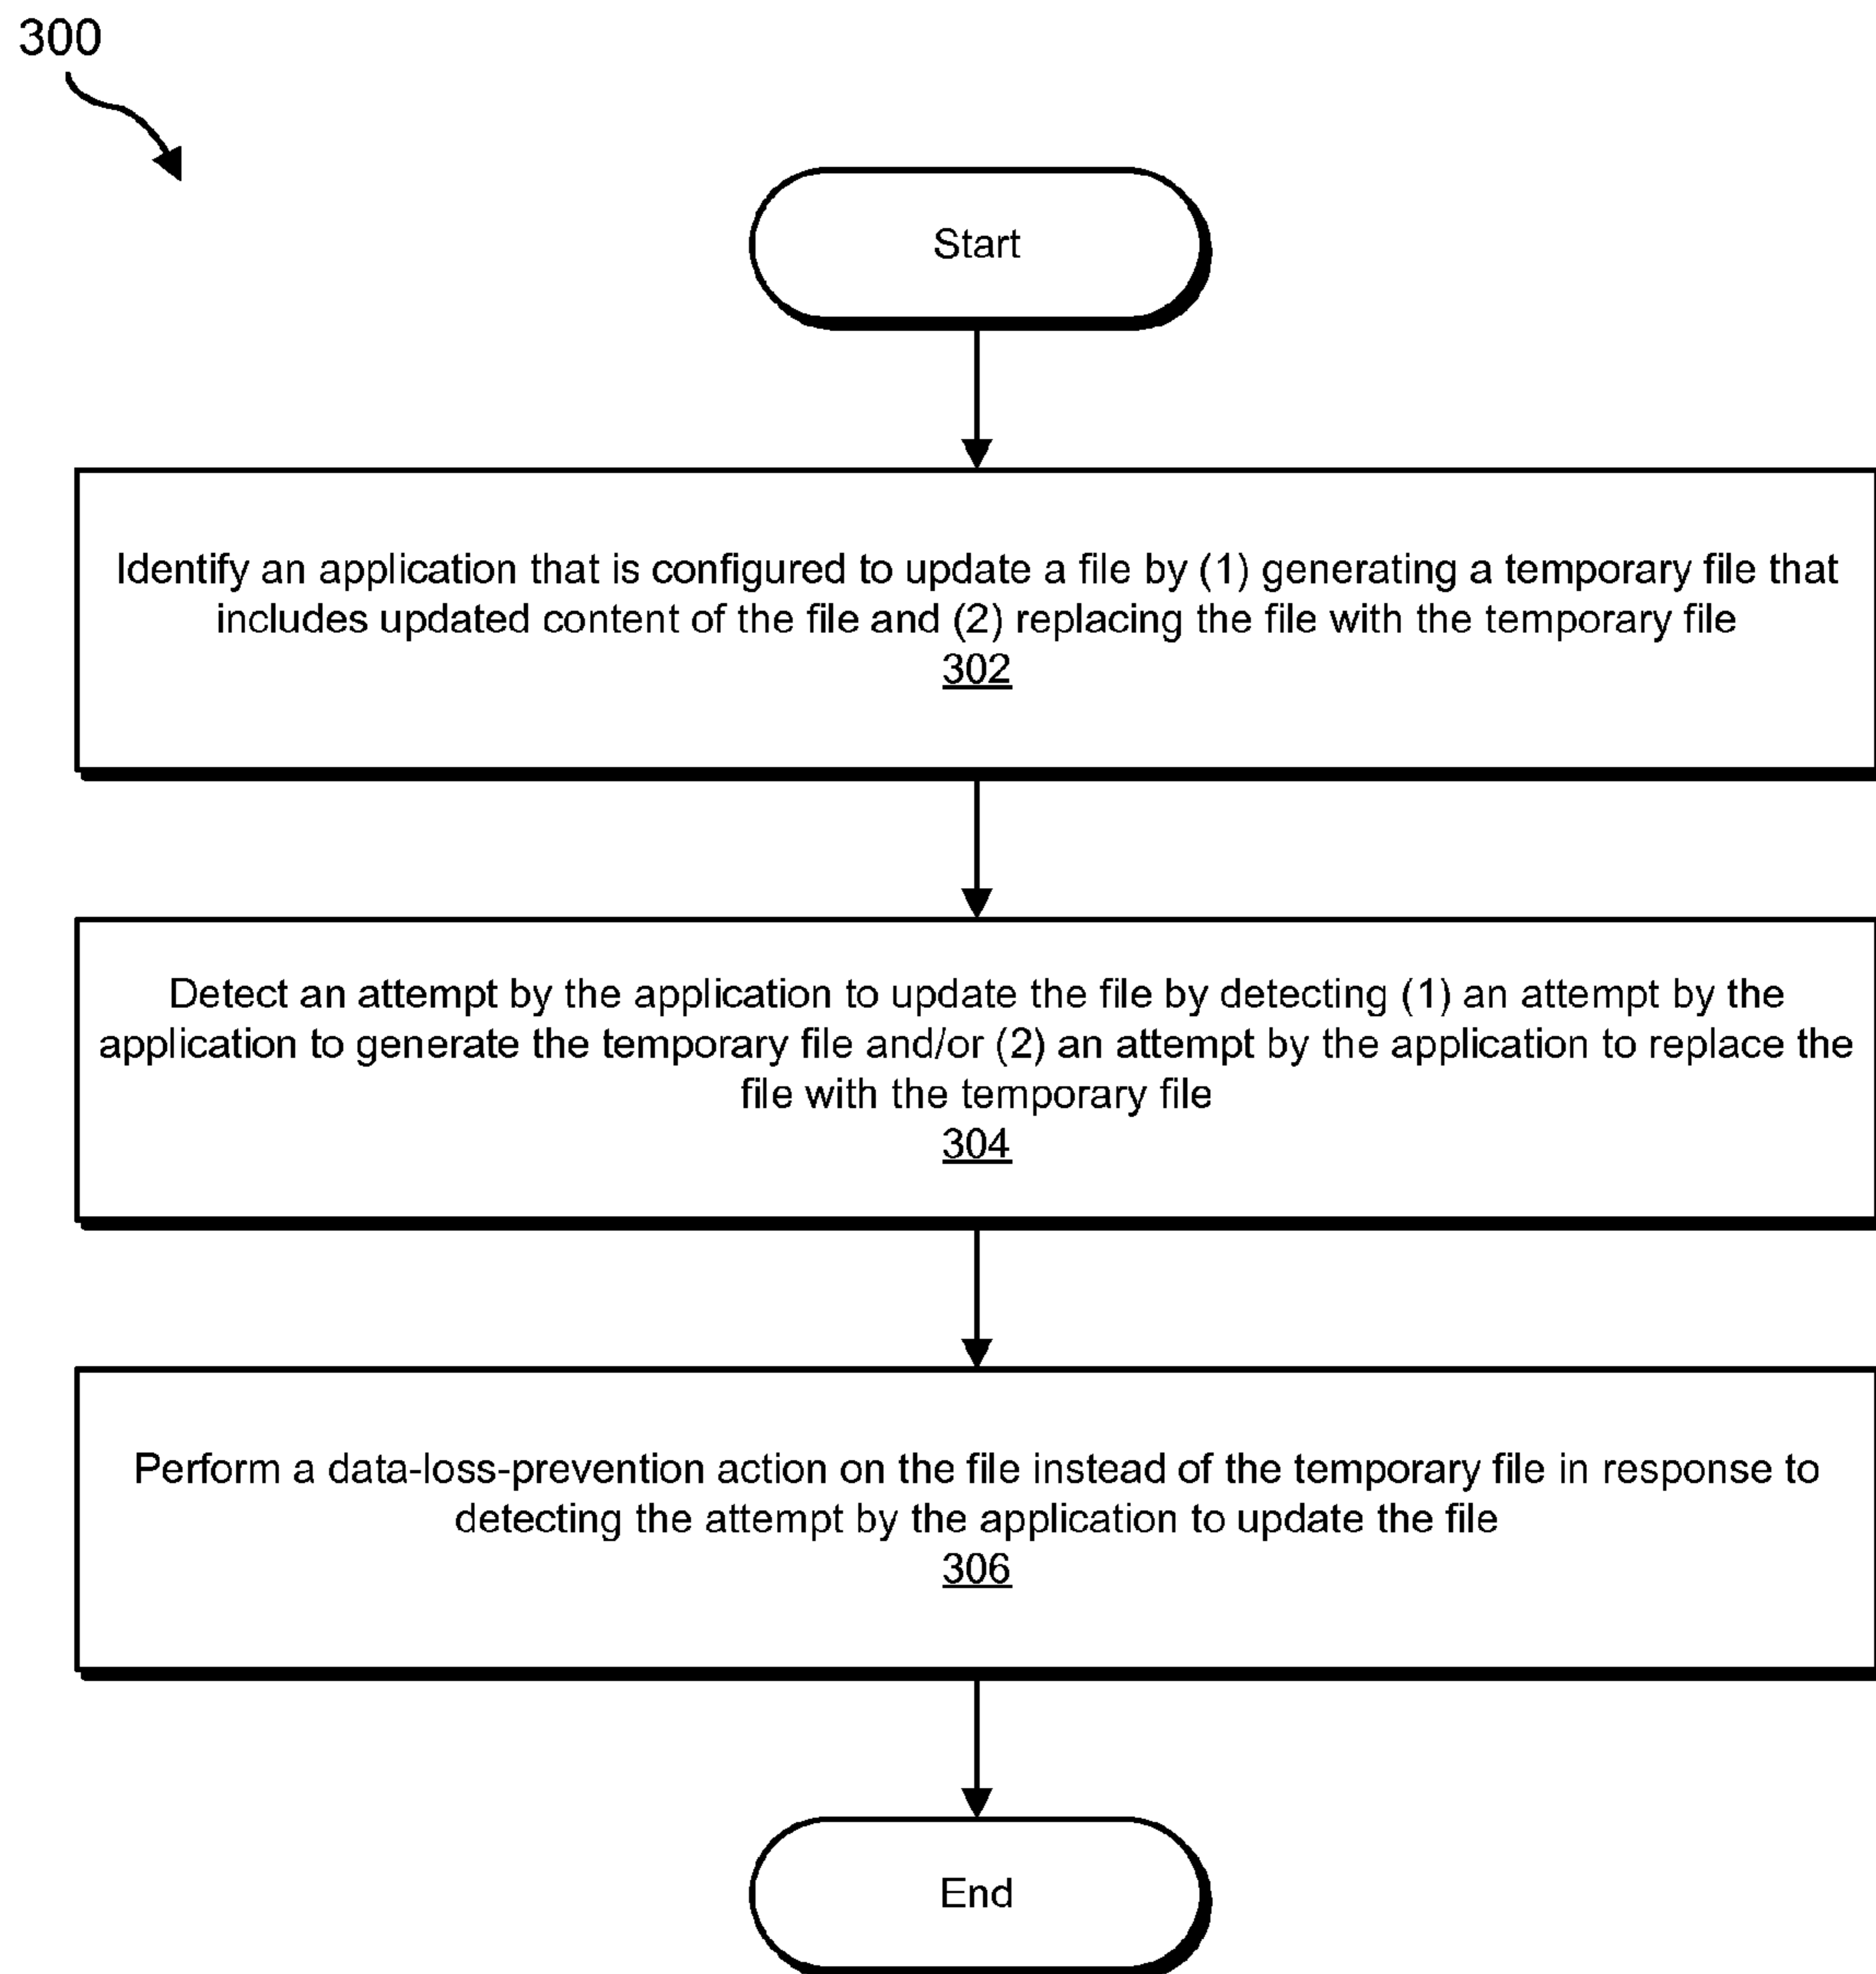 300
Start
Identify an application that is configured to update a file by (1) generating a temporary file that
includes updated content of the file and (2) replacing the file with the temporary file
302
Detect an attempt by the application to update the file by detecting (1) an attempt by the
application to generate the temporary file and/or (2) an attempt by the application to replace the
file with the temporary file
304
Perform a data-loss-prevention action on the file instead of the temporary file in response to
detecting the attempt by the application to update the file
306
End